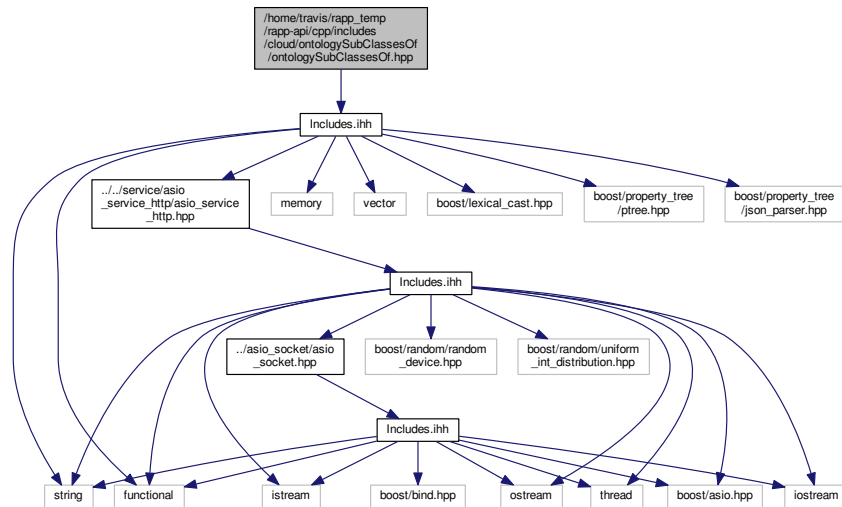 /home/travis/rapp_temp
/rapp-api/cpp/includes
/cloud/ontologySubClassesOf
/ontologySubClassesOf.hpp
Includes.ihh
../../service/asio
_service_http/asio_service
_http.hpp
memory
vector
boost/lexical_cast.hpp
boost/property_tree
/ptree.hpp
boost/property_tree
/json_parser.hpp
Includes.ihh
../asio_socket/asio
_socket.hpp
boost/random/random
_device.hpp
boost/random/uniform
_int_distribution.hpp
Includes.ihh
string
functional
istream
boost/bind.hpp
ostream
thread
boost/asio.hpp
iostream